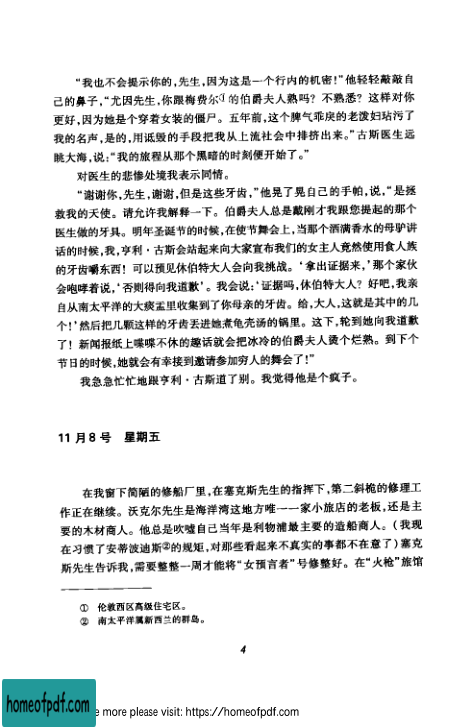 “我也不会提示你的，先生，因为这是一个行内的机密！”他轻轻敲敲自
己的鼻子，“尤因先生，你跟梅费尔①的伯爵夫人熟吗？不熟悉？这样对你
更好，因为她是个穿着女装的僵尸。五年前，这个脾气乖戾的老泼妇玷污了
我的名声，是的，用诋毁的手段把我从上流社会中排挤出来。”古斯医生远
眺大海，说：“我的旅程从那个黑暗的时刻便开始了。”
对医生的悲惨处境我表示同情。
“谢谢你，先生，谢谢，但是这些牙齿，”他晃了晃自己的手帕，说，“是拯
救我的天使。请允许我解释一下。伯爵夫人总是戴刚才我跟您提起的那个
医生做的牙具。明年圣诞节的时候，在使节舞会上，当那个洒满香水的母驴讲
话的时候，我，亨利·古斯会站起来向大家宣布我们的女主人竟然使用食人族
的牙齿嚼东西！可以预见休伯特大人会向我挑战。‘拿出证据来，’那个家伙
会咆哮着说，‘否则得向我道歉’。我会说：‘证据吗，休伯特大人？好吧，我亲
自从南太平洋的大痰盂里收集到了你母亲的牙齿。给，大人，这就是其中的几
个！’然后把几颗这样的牙齿丢进她煮龟壳汤的锅里。这下，轮到她向我道歉
了！新闻报纸上喋喋不休的趣话就会把冰冷的伯爵夫人烫个烂熟。到下个
节日的时候，她就会有幸接到邀请参加穷人的舞会了！”
我急急忙忙地跟亨利·古斯道了别。我觉得他是个疯子。
11月8号 星期五
在我窗下简陋的修船厂里，在塞克斯先生的指挥下，第二斜桅的修理工
作正在继续。沃克尔先生是海洋湾这地方唯一一家小旅店的老板，还是主
要的木材商人。他总是吹嘘自己当年是利物浦最主要的造船商人。（我现
在习惯了安蒂波迪斯②的规矩，对那些看起来不真实的事都不在意了）塞克
斯先生告诉我，需要整整一周才能将“女预言者”号修整好。在“火枪”旅馆
① 伦敦西区高级住宅区。
② 南太平洋属新西兰的群岛。
4
homeofpdf.com
e more please visit: https://homeofpdf.com